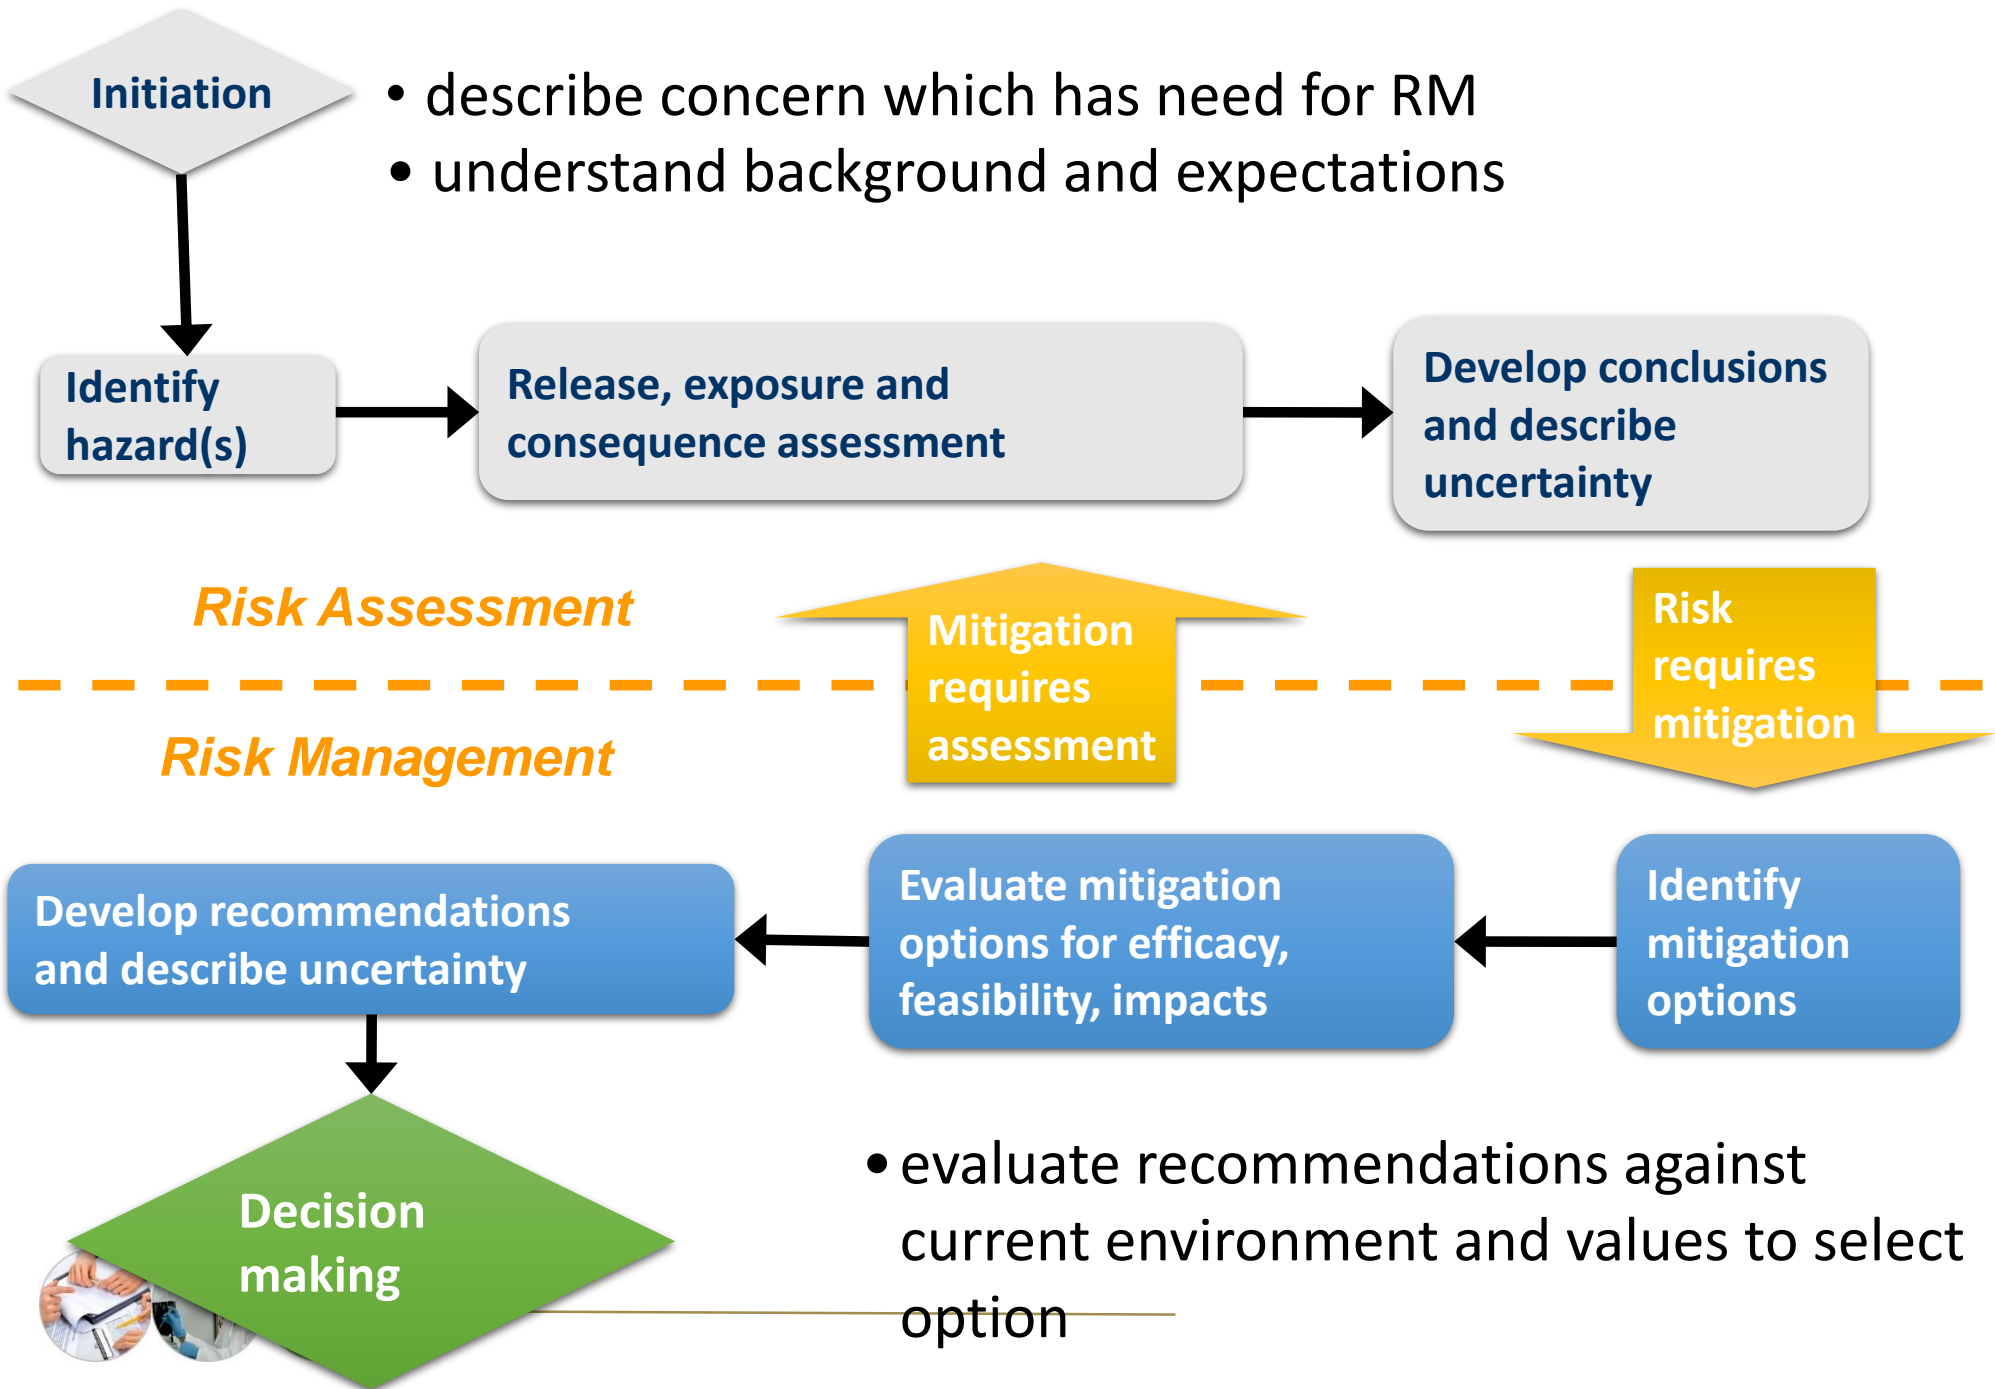 Initiation
• describe concern which has need for RM
• understand background and expectations
Identify
hazard(s)
Release, exposure and
consequence assessment
Develop conclusions
and describe
uncertainty
Risk Assessment
Mitigation
requires
assessment
Risk
requires
mitigation
Risk Management
Develop recommendations
and describe uncertainty
Evaluate mitigation
options for efficacy,
feasibility, impacts
Identify
mitigation
options
Decision
making
• evaluate recommendations against
current environment and values to select
option